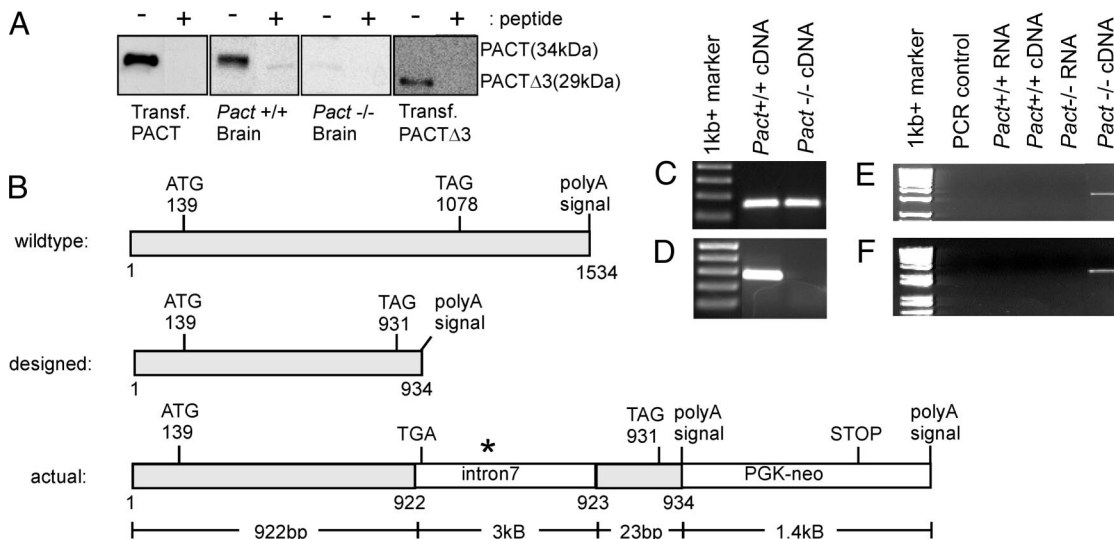 A
- + - + - + - + : peptide
PACT(34kDa)
PACTΔ3(29kDa)
Transf. PACT
Pact +/+ Brain
Pact -/- Brain
Transf. PACTΔ3
B
wildtype:
ATG 139
TAG 1078
polyA signal
1
1534
designed:
ATG 139
TAG 931
polyA signal
1
934
actual:
ATG 139
TGA
*
TAG 931
polyA signal
STOP
polyA signal
intron7
PGK-neo
1
922
923
934
922bp
3kB
23bp
1.4kB
1kb+ marker
Pact+/+ cDNA
Pact -/- cDNA
C
D
1kb+ marker
PCR control
Pact+/+ RNA
Pact+/+ cDNA
Pact-/- RNA
Pact -/- cDNA
E
F